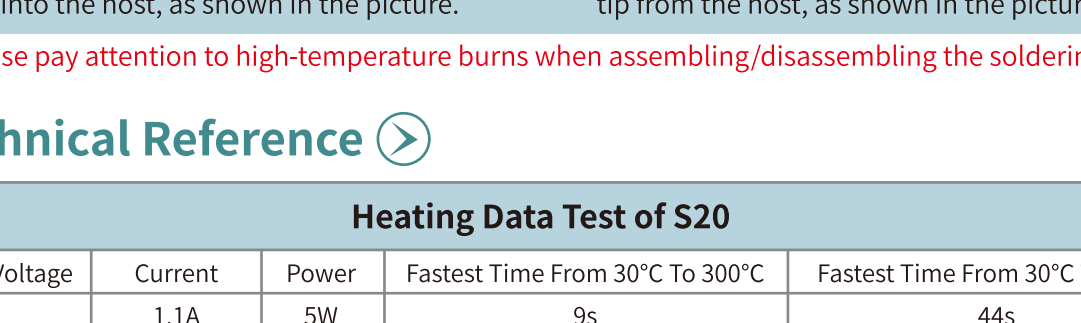 into the host, as shown in the picture.
tip from the host, as shown in the pictur
se pay attention to high-temperature burns when assembling/disassembling the solderin
hnical Reference
Heating Data Test of S20
Voltage Current Power Fastest Time From 30°C To 300°C Fastest Time From 30°C
1.1A 5W 9s 44s